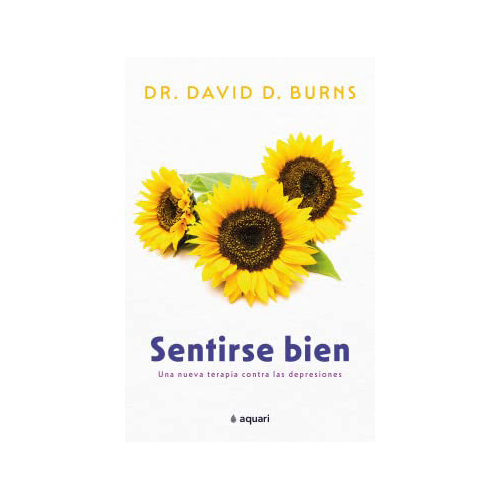 DR. DAVID D. BURNS
Sentirse bien
Una nueva terapia contra las depresiones
aquari